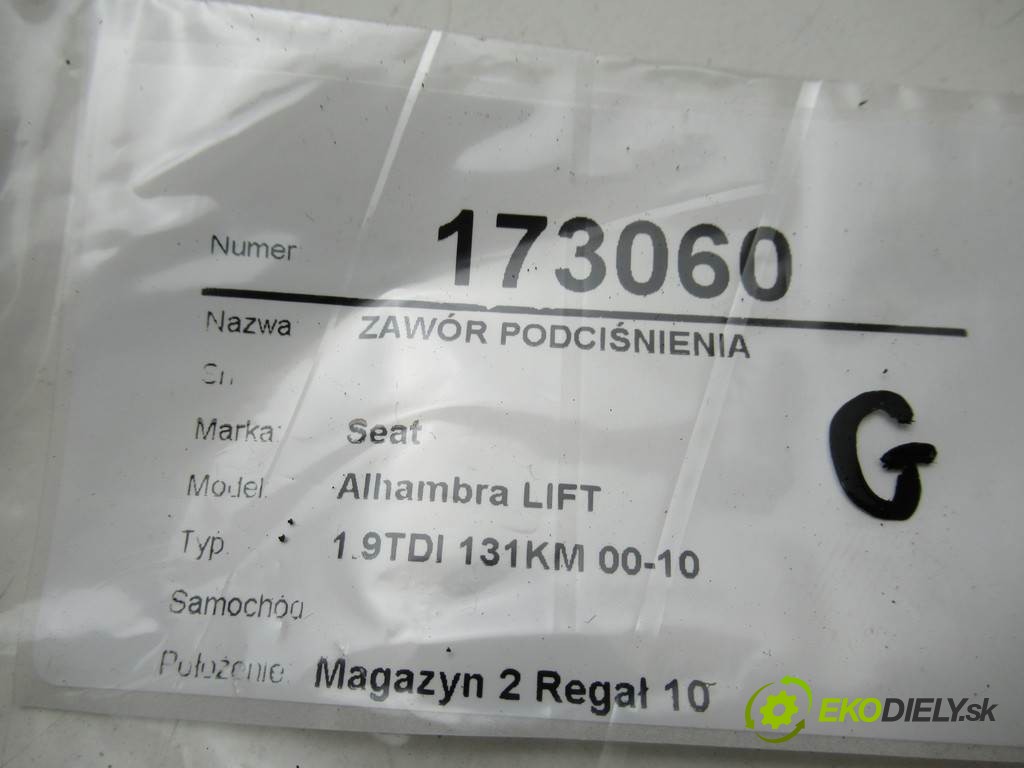 Numer: 173060
Nazwa ZAWÓR PODCIŚNIENIA
G
Marka: Seat
Model: Alhambra LIFT
Typ 1.9TDI 131KM 00-10
Samochód
Położenie: Magazyn 2 Regał 10
EKODIELY.sk